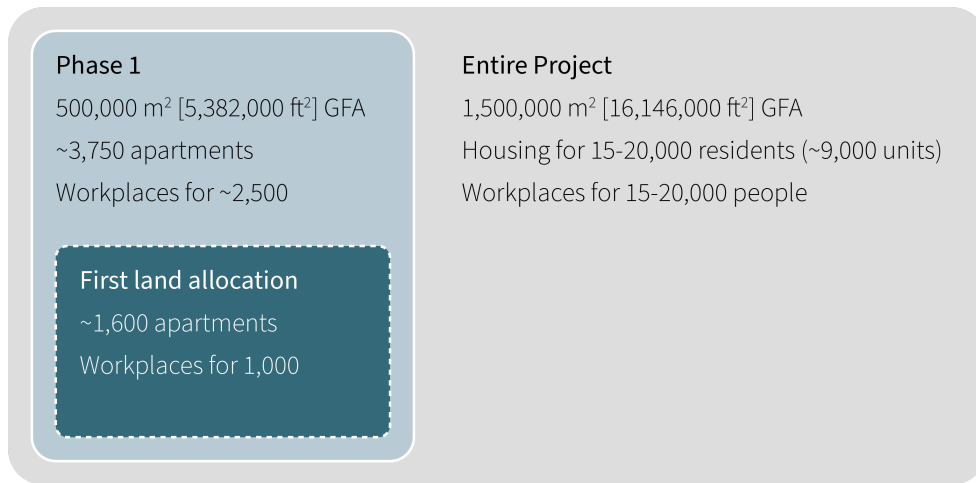 Phase 1
500,000 m² [5,382,000 ft²] GFA
~3,750 apartments
Workplaces for ~2,500
First land allocation
~1,600 apartments
Workplaces for 1,000
Entire Project
1,500,000 m² [16,146,000 ft²] GFA
Housing for 15-20,000 residents (~9,000 units)
Workplaces for 15-20,000 people